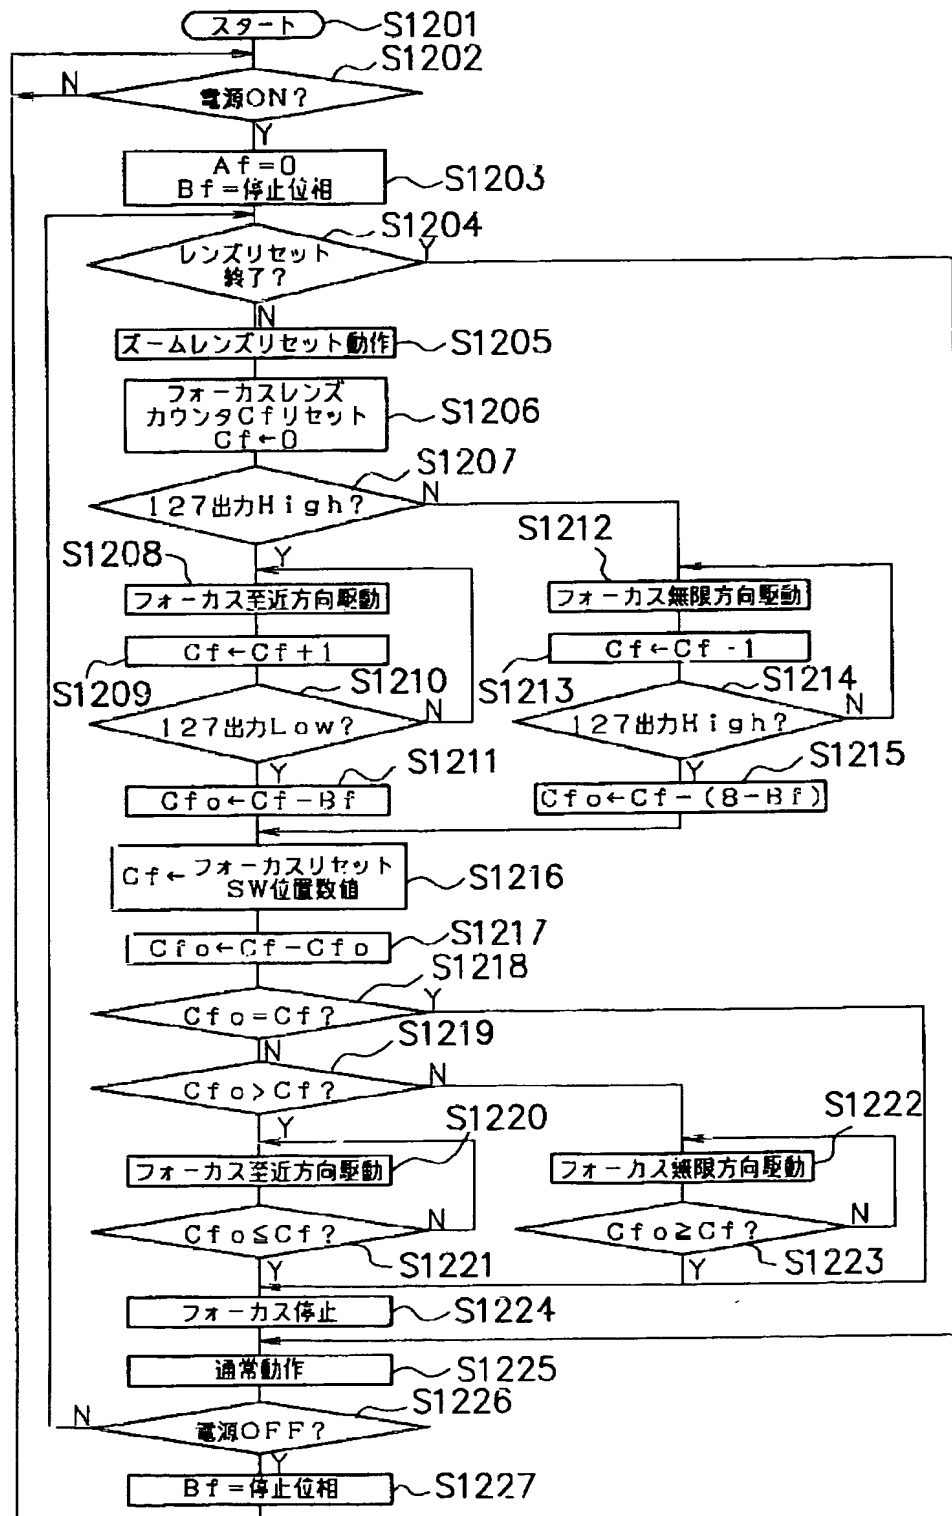 スタート
S1201
S1202
N
電源ON?
Y
Af=0
Bf=停止位相
S1203
S1204
Y
レンズリセット
終了?
N
ズームレンズリセット動作
S1205
フォーカスレンズ
カウンタCfリセット
Cf←0
S1206
S1207
127出力High?
N
Y
S1208
フォーカス至近方向駆動
Cf←Cf+1
S1209
S1210
127出力Low?
N
Y
S1211
Cfo←Cf-Bf
S1212
フォーカス無限方向駆動
Cf←Cf-1
S1213
S1214
127出力High?
N
Y
S1215
Cfo←Cf-(8-Bf)
Cf←フォーカスリセット
SW位置数値
S1216
Cfo←Cf-Cfo
S1217
S1218
Cfo=Cf?
Y
N
S1219
Cfo>Cf?
N
Y
S1220
フォーカス至近方向駆動
Cfo≦Cf?
N
S1221
Y
S1222
フォーカス無限方向駆動
Cfo≧Cf?
N
S1223
Y
フォーカス停止
S1224
通常動作
S1225
S1226
N
電源OFF?
Y
Bf=停止位相
S1227